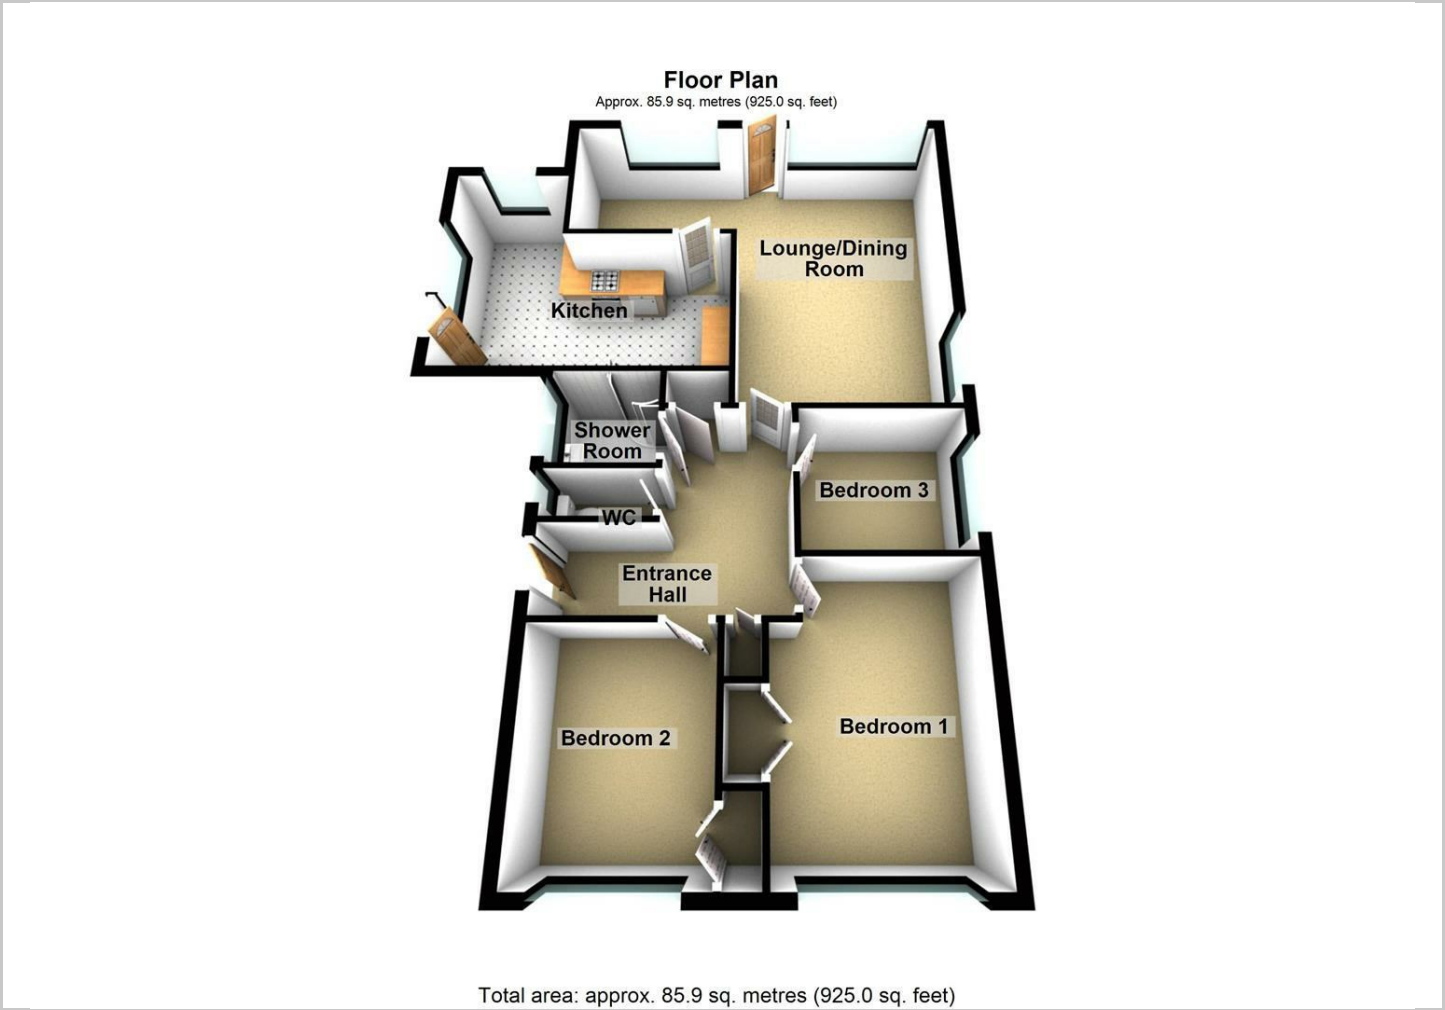 Floor Plan
Approx. 85.9 sq. metres (925.0 sq. feet)
Lounge/Dining
Room
Kitchen
Shower
Room
Bedroom 3
WC
Entrance
Hall
Bedroom 2
Bedroom 1
Total area: approx. 85.9 sq. metres (925.0 sq. feet)